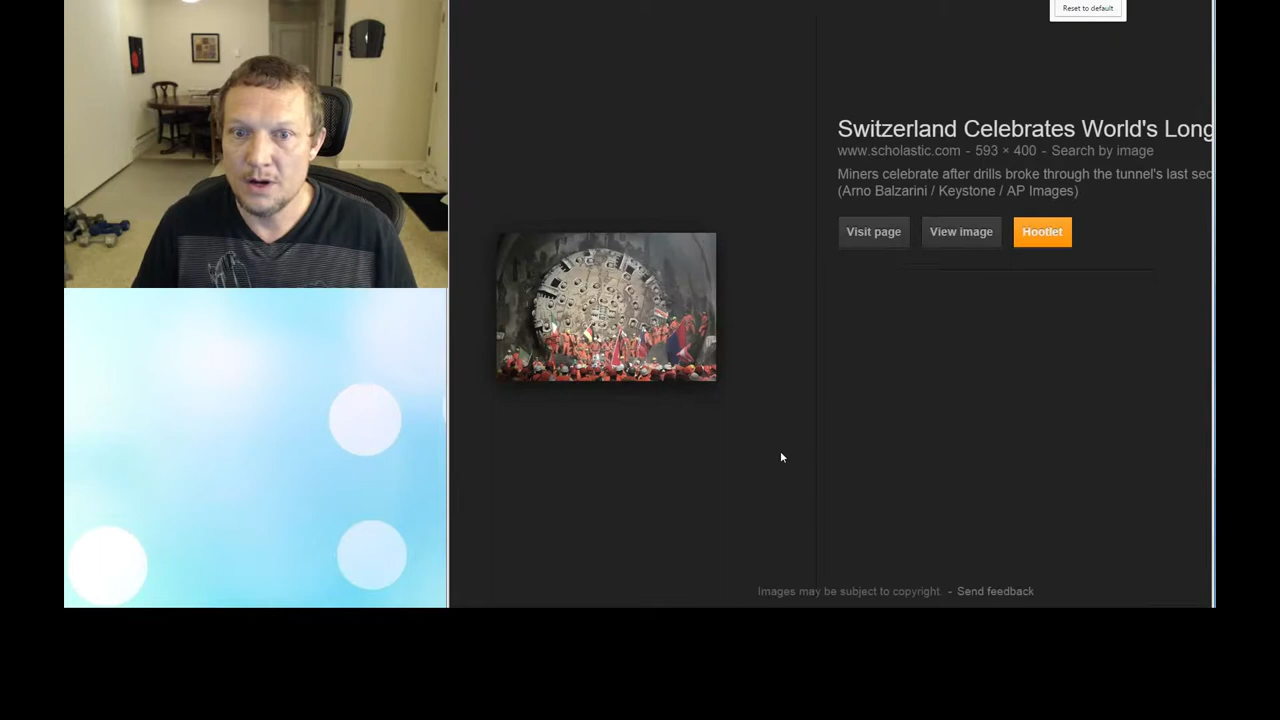 Reset to default
Switzerland Celebrates World's Long
www.scholastic.com - 593 × 400 - Search by image
Miners celebrate after drills broke through the tunnel's last sec
(Arno Balzarini / Keystone / AP Images)
Visit page
View image
Hootlet
Images may be subject to copyright. - Send feedback